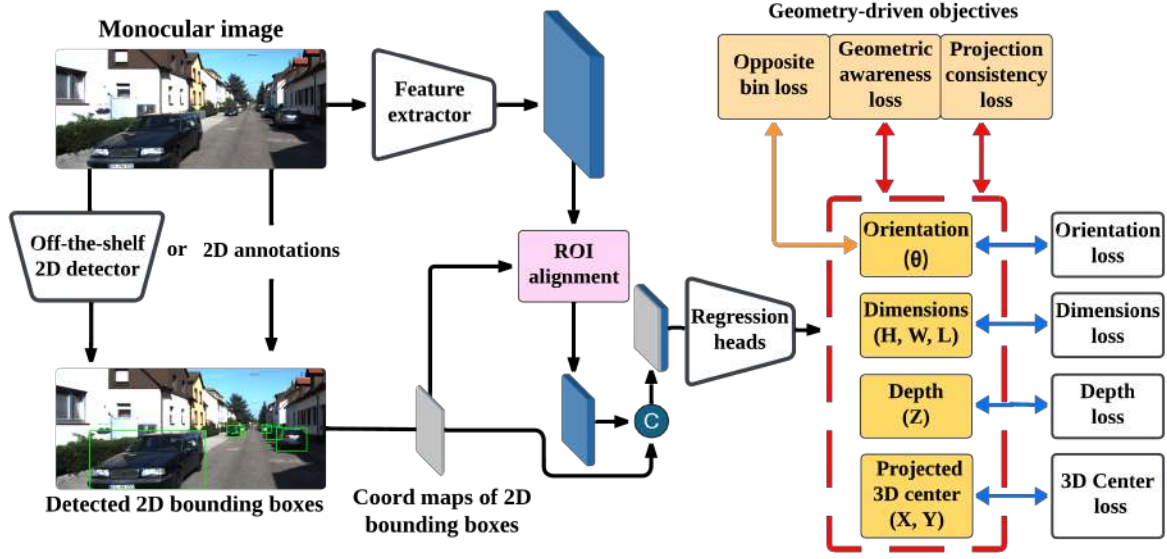 Geometry-driven objectives
Monocular image
Opposite
bin loss
Geometric
awareness
loss
Projection
consistency
loss
Feature
extractor
Off-the-shelf
2D detector
or 2D annotations
ROI
alignment
Orientation
(θ)
Orientation
loss
Regression
heads
Dimensions
(H, W, L)
Dimensions
loss
Depth
(Z)
Depth
loss
C
Projected
3D center
(X, Y)
3D Center
loss
Detected 2D bounding boxes
Coord maps of 2D
bounding boxes